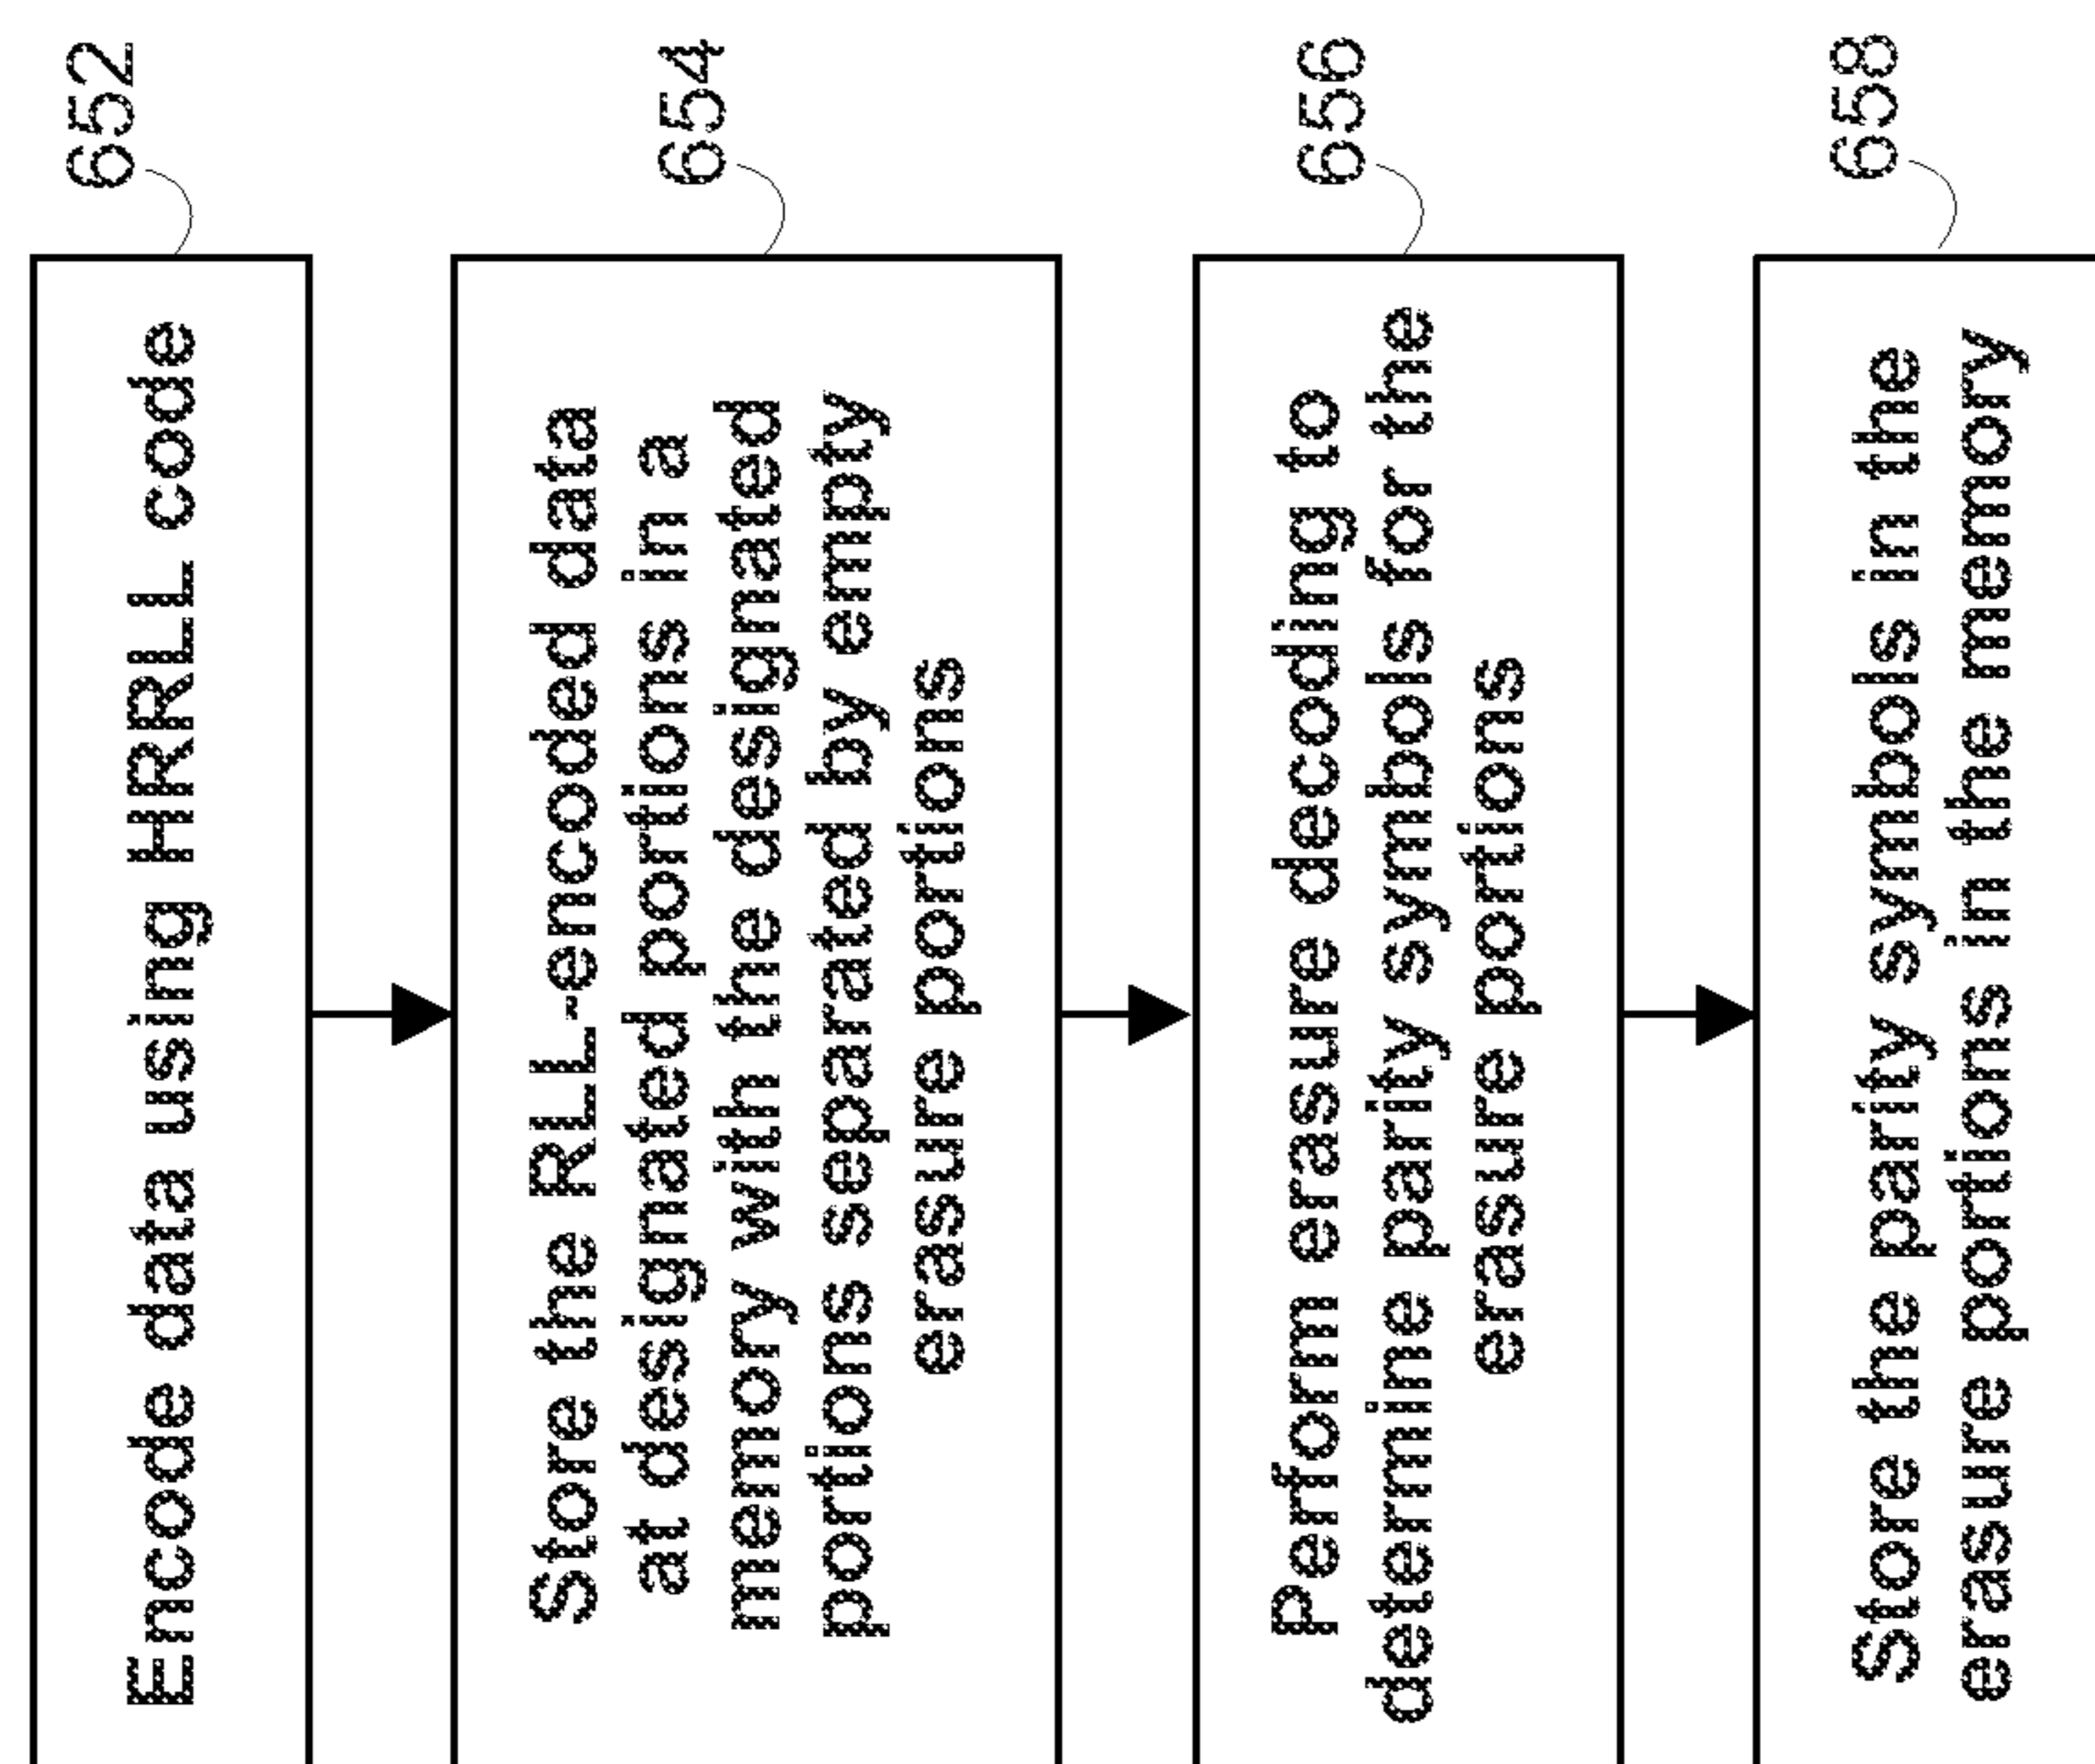 652
Encode data using HRRLL code
654
Store the RLL-encoded data
at designated portions in a
memory with the designated
portions separated by empty
erasure portions
656
Perform erasure decoding to
determine parity symbols for the
erasure portions
658
Store the parity symbols in the
erasure portions in the memory